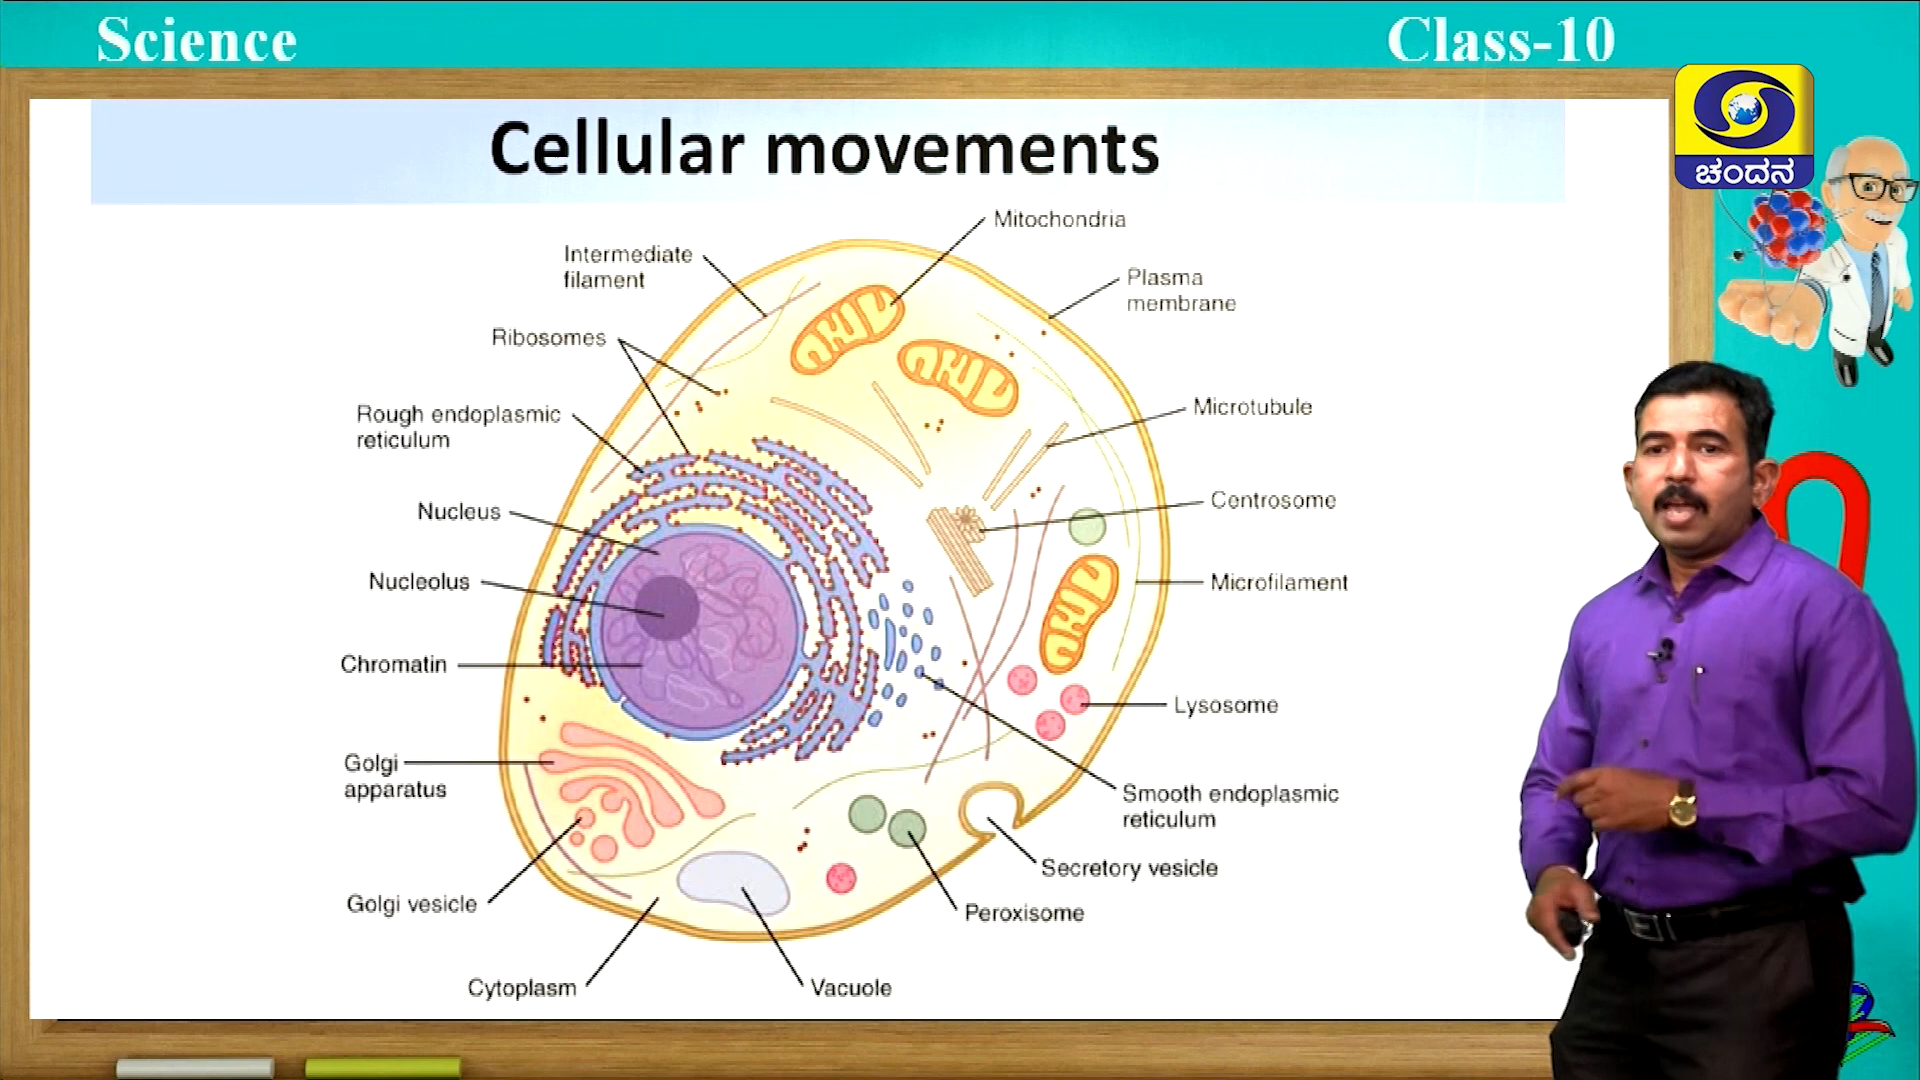 Science
Class-10
ಚಂದನ
Cellular movements
Mitochondria
Intermediate
filament
Plasma
membrane
Ribosomes
Rough endoplasmic
reticulum
Microtubule
Nucleus
Centrosome
Nucleolus
Microfilament
Chromatin
Lysosome
Golgi
apparatus
Smooth endoplasmic
reticulum
Secretory vesicle
Golgi vesicle
Peroxisome
Cytoplasm
Vacuole